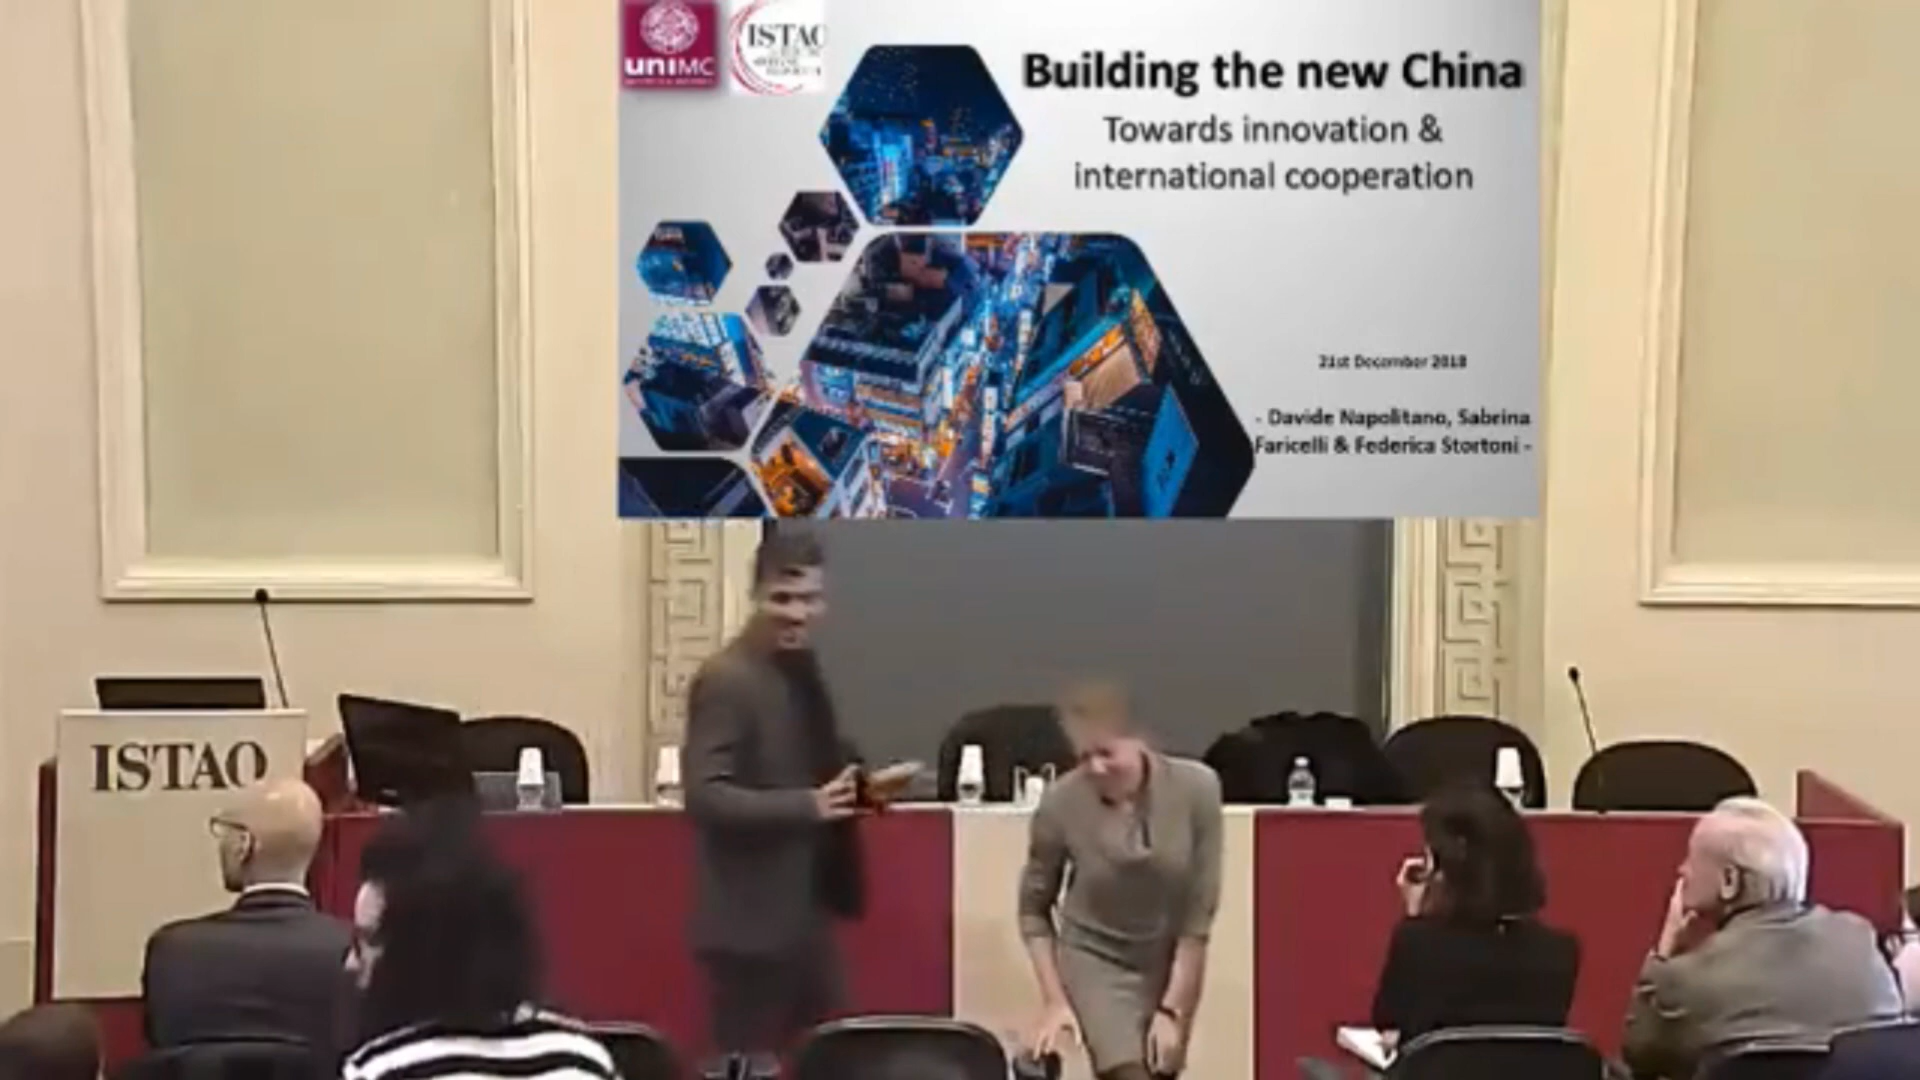 uniMC
ISTAO
Building the new China
Towards innovation &
international cooperation
21st December 2018
- Davide Napolitano, Sabrina
Faricelli & Federica Stortoni -
ISTAO